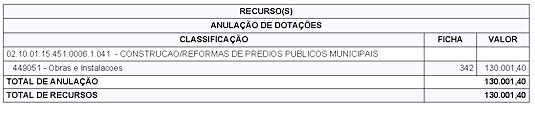 RECURSO(S)
ANULAÇÃO DE DOTAÇÕES
CLASSIFICAÇÃO FICHA VALOR
02.10.01.15.451.0006.1.041 - CONSTRUCAO/REFORMAS DE PREDIOS PUBLICOS MUNICIPAIS
449051 - Obras e Instalacoes 342 130.001,40
TOTAL DE ANULAÇÃO 130.001,40
TOTAL DE RECURSOS 130.001,40